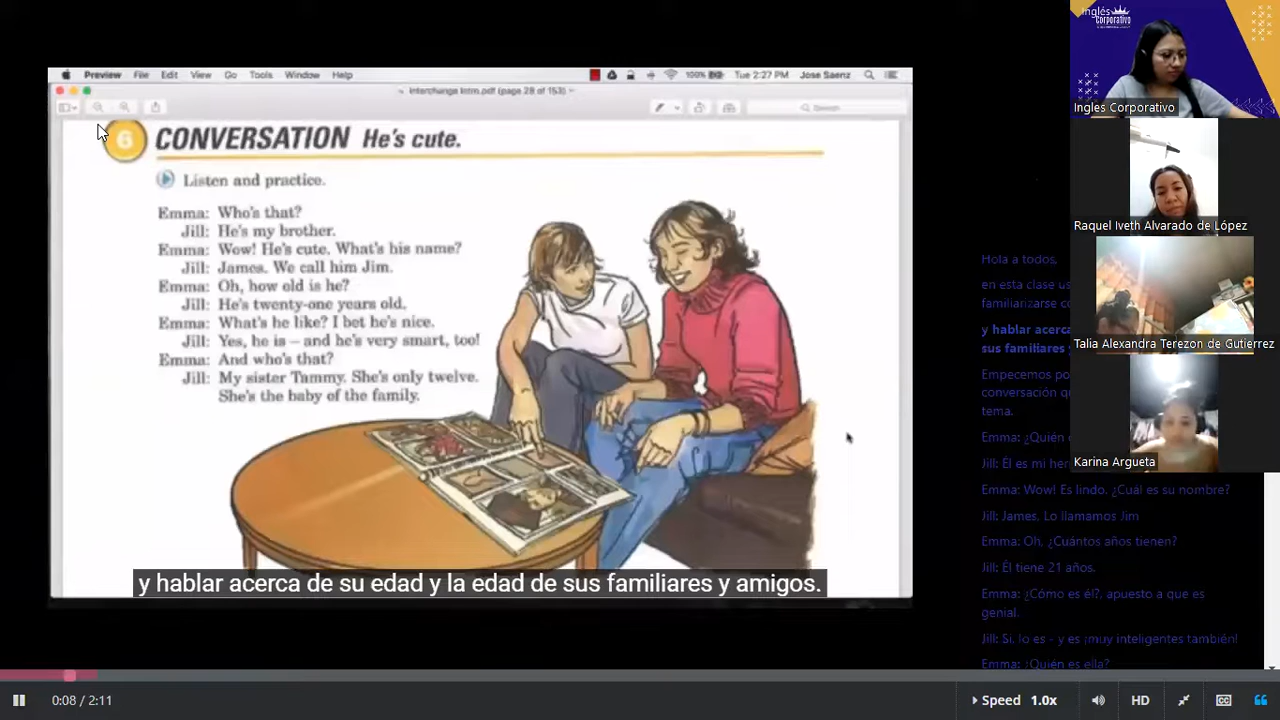 Preview File Edit View Go Tools Window Help
100% Tue 2:27 PM Jose Saenz
Interchange Intro.pdf (page 28 of 153)
Search
6 CONVERSATION He's cute.
Listen and practice.
Emma: Who's that?
Jill: He's my brother.
Emma: Wow! He's cute. What's his name?
Jill: James. We call him Jim.
Emma: Oh, how old is he?
Jill: He's twenty-one years old.
Emma: What's he like? I bet he's nice.
Jill: Yes, he is – and he's very smart, too!
Emma: And who's that?
Jill: My sister Tammy. She's only twelve.
She's the baby of the family.
y hablar acerca de su edad y la edad de sus familiares y amigos.
0:08 / 2:11
Speed 1.0x
HD
CC
Inglés
Corporativo
Ingles Corporativo
Raquel Iveth Alvarado de López
Talia Alexandra Terezon de Gutierrez
Karina Argueta
Hola a todos,
en esta clase us
familiarizarse c
y hablar acerca
sus familiares y
Empecemos po
conversación q
tema.
Emma: ¿Quién
Jill: Él es mi her
Emma: Wow! Es lindo, ¿Cuál es su nombre?
Jill: James, Lo llamamos Jim
Emma: Oh, ¿Cuántos años tienen?
Jill: Él tiene 21 años.
Emma: ¿Cómo es él?, apuesto a que es
genial.
Jill: Si, lo es - y es ¡muy inteligentes también!
Emma: ¿Quién es ella?